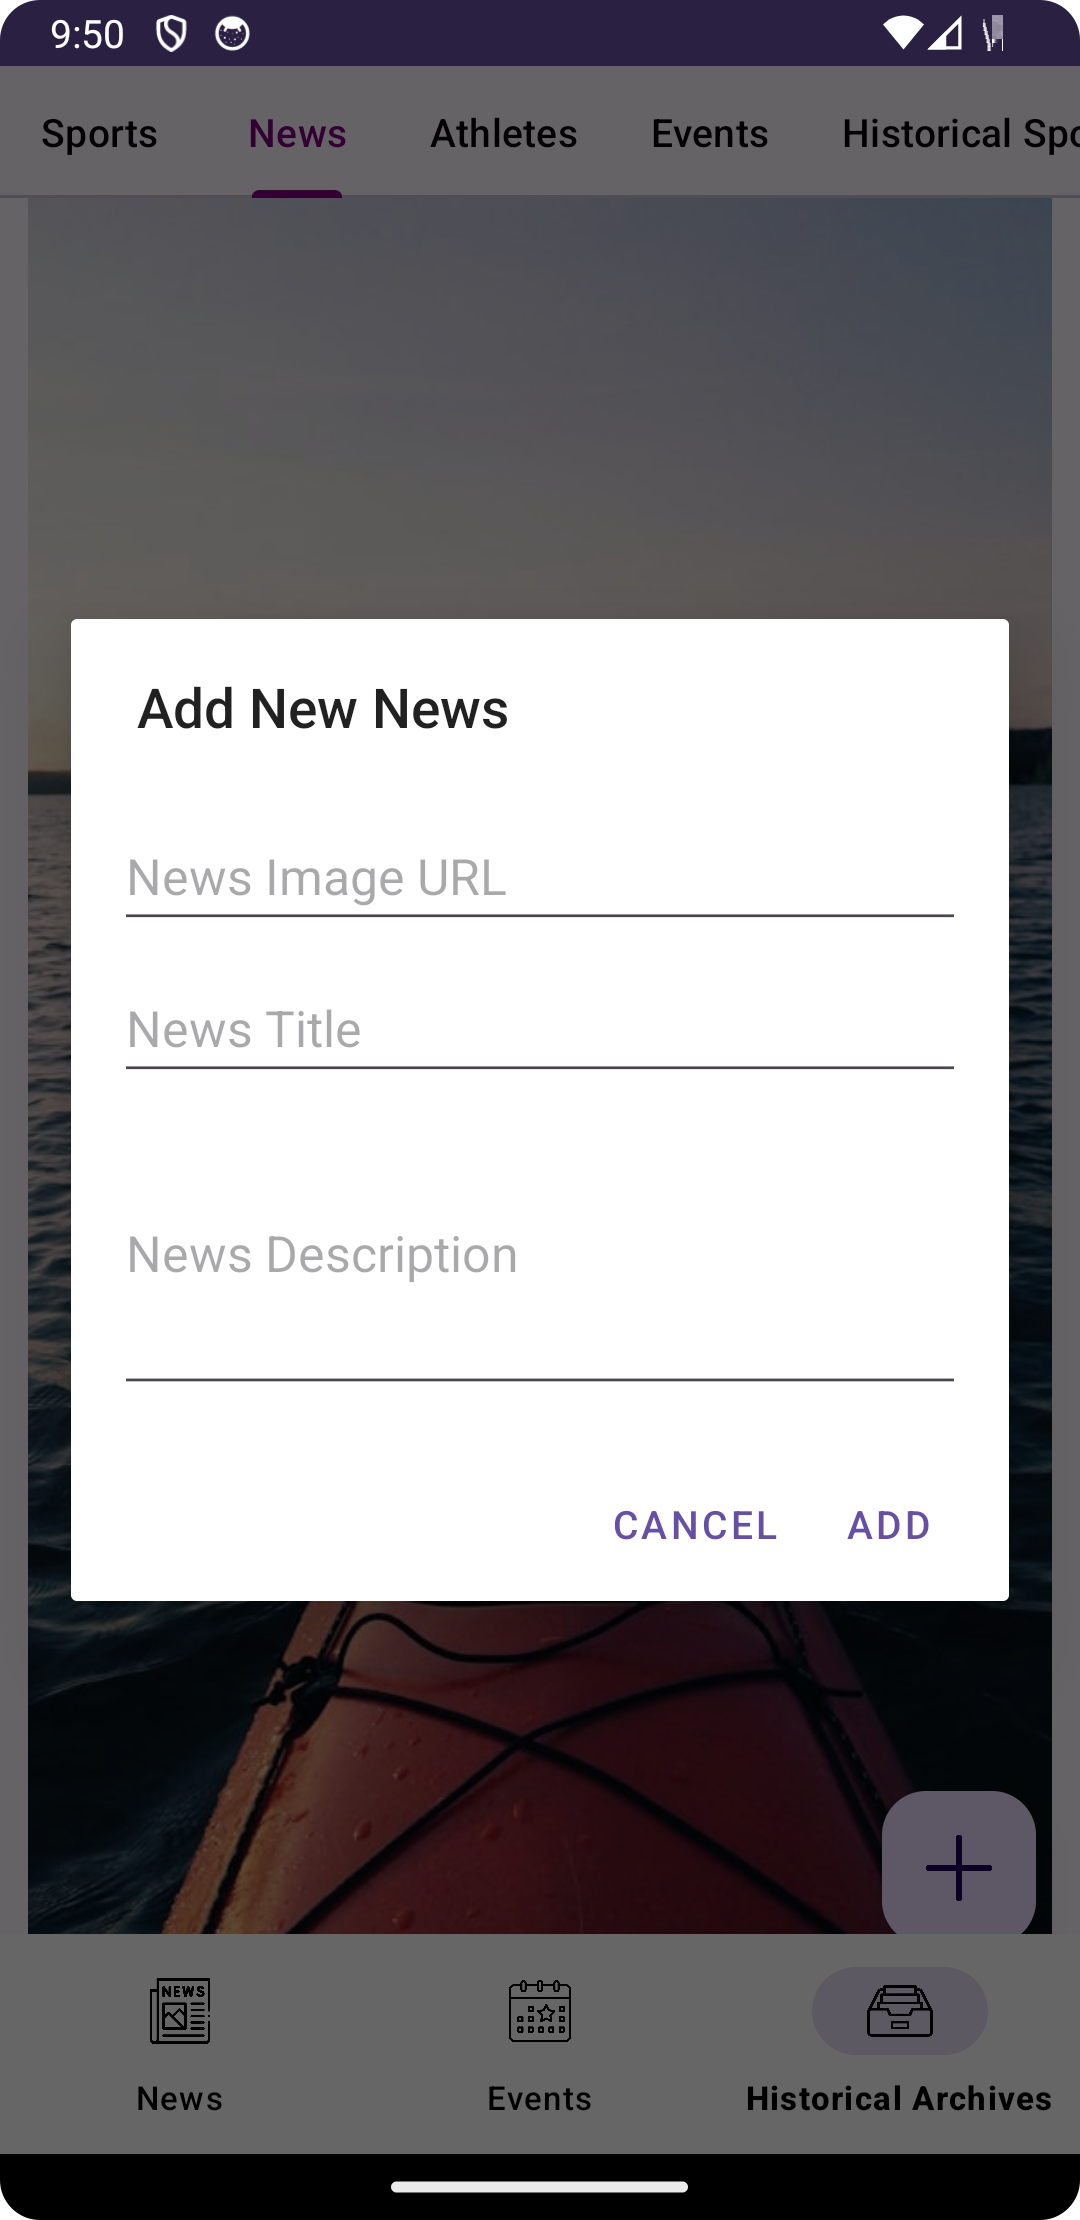 9:50
Sports News Athletes Events Historical Spo
Add New News
News Image URL
News Title
News Description
CANCEL ADD
NEWS
News Events Historical Archives